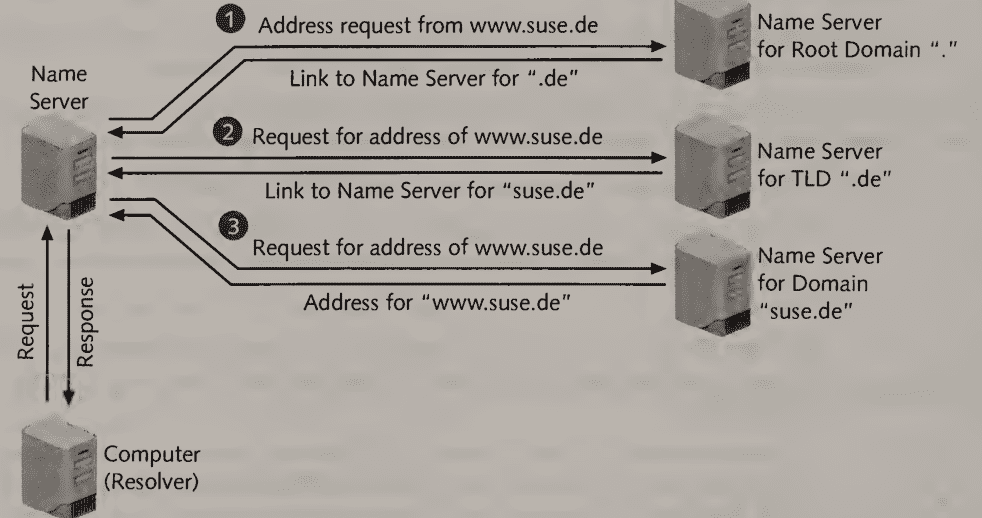 1 Address request from www.suse.de
Name Server
for Root Domain “.”
Link to Name Server for “.de”
Name
Server
2 Request for address of www.suse.de
Name Server
for TLD “.de”
Link to Name Server for “suse.de”
3
Request for address of www.suse.de
Name Server
for Domain
“suse.de”
Address for “www.suse.de”
Request
Response
Computer
(Resolver)